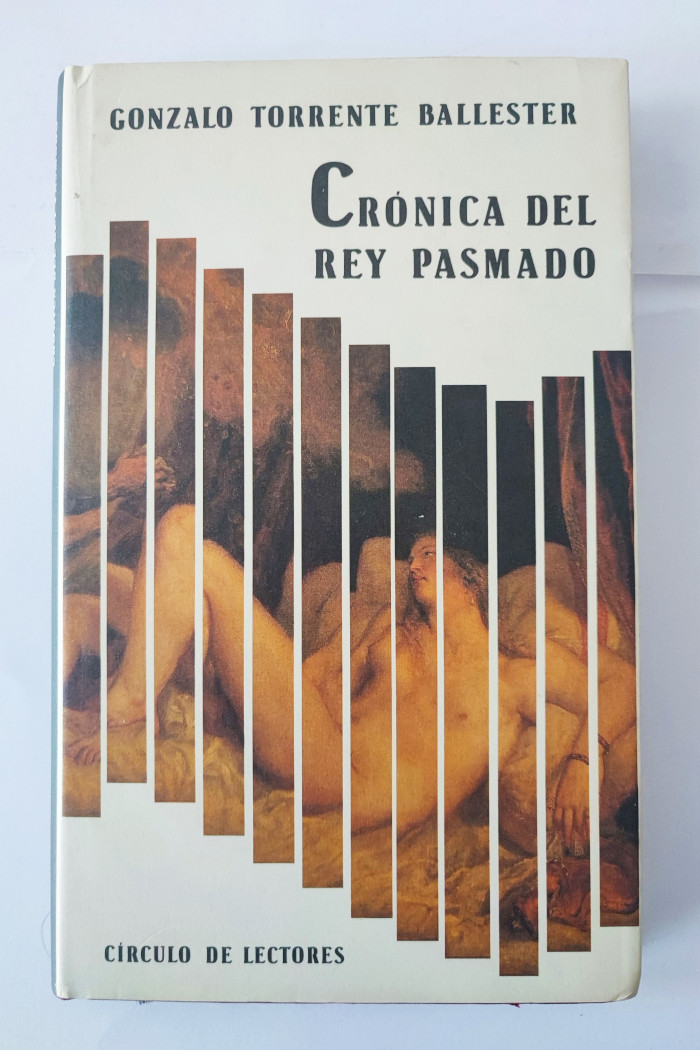 GONZALO TORRENTE BALLESTER
CRÓNICA DEL
REY PASMADO
CÍRCULO DE LECTORES